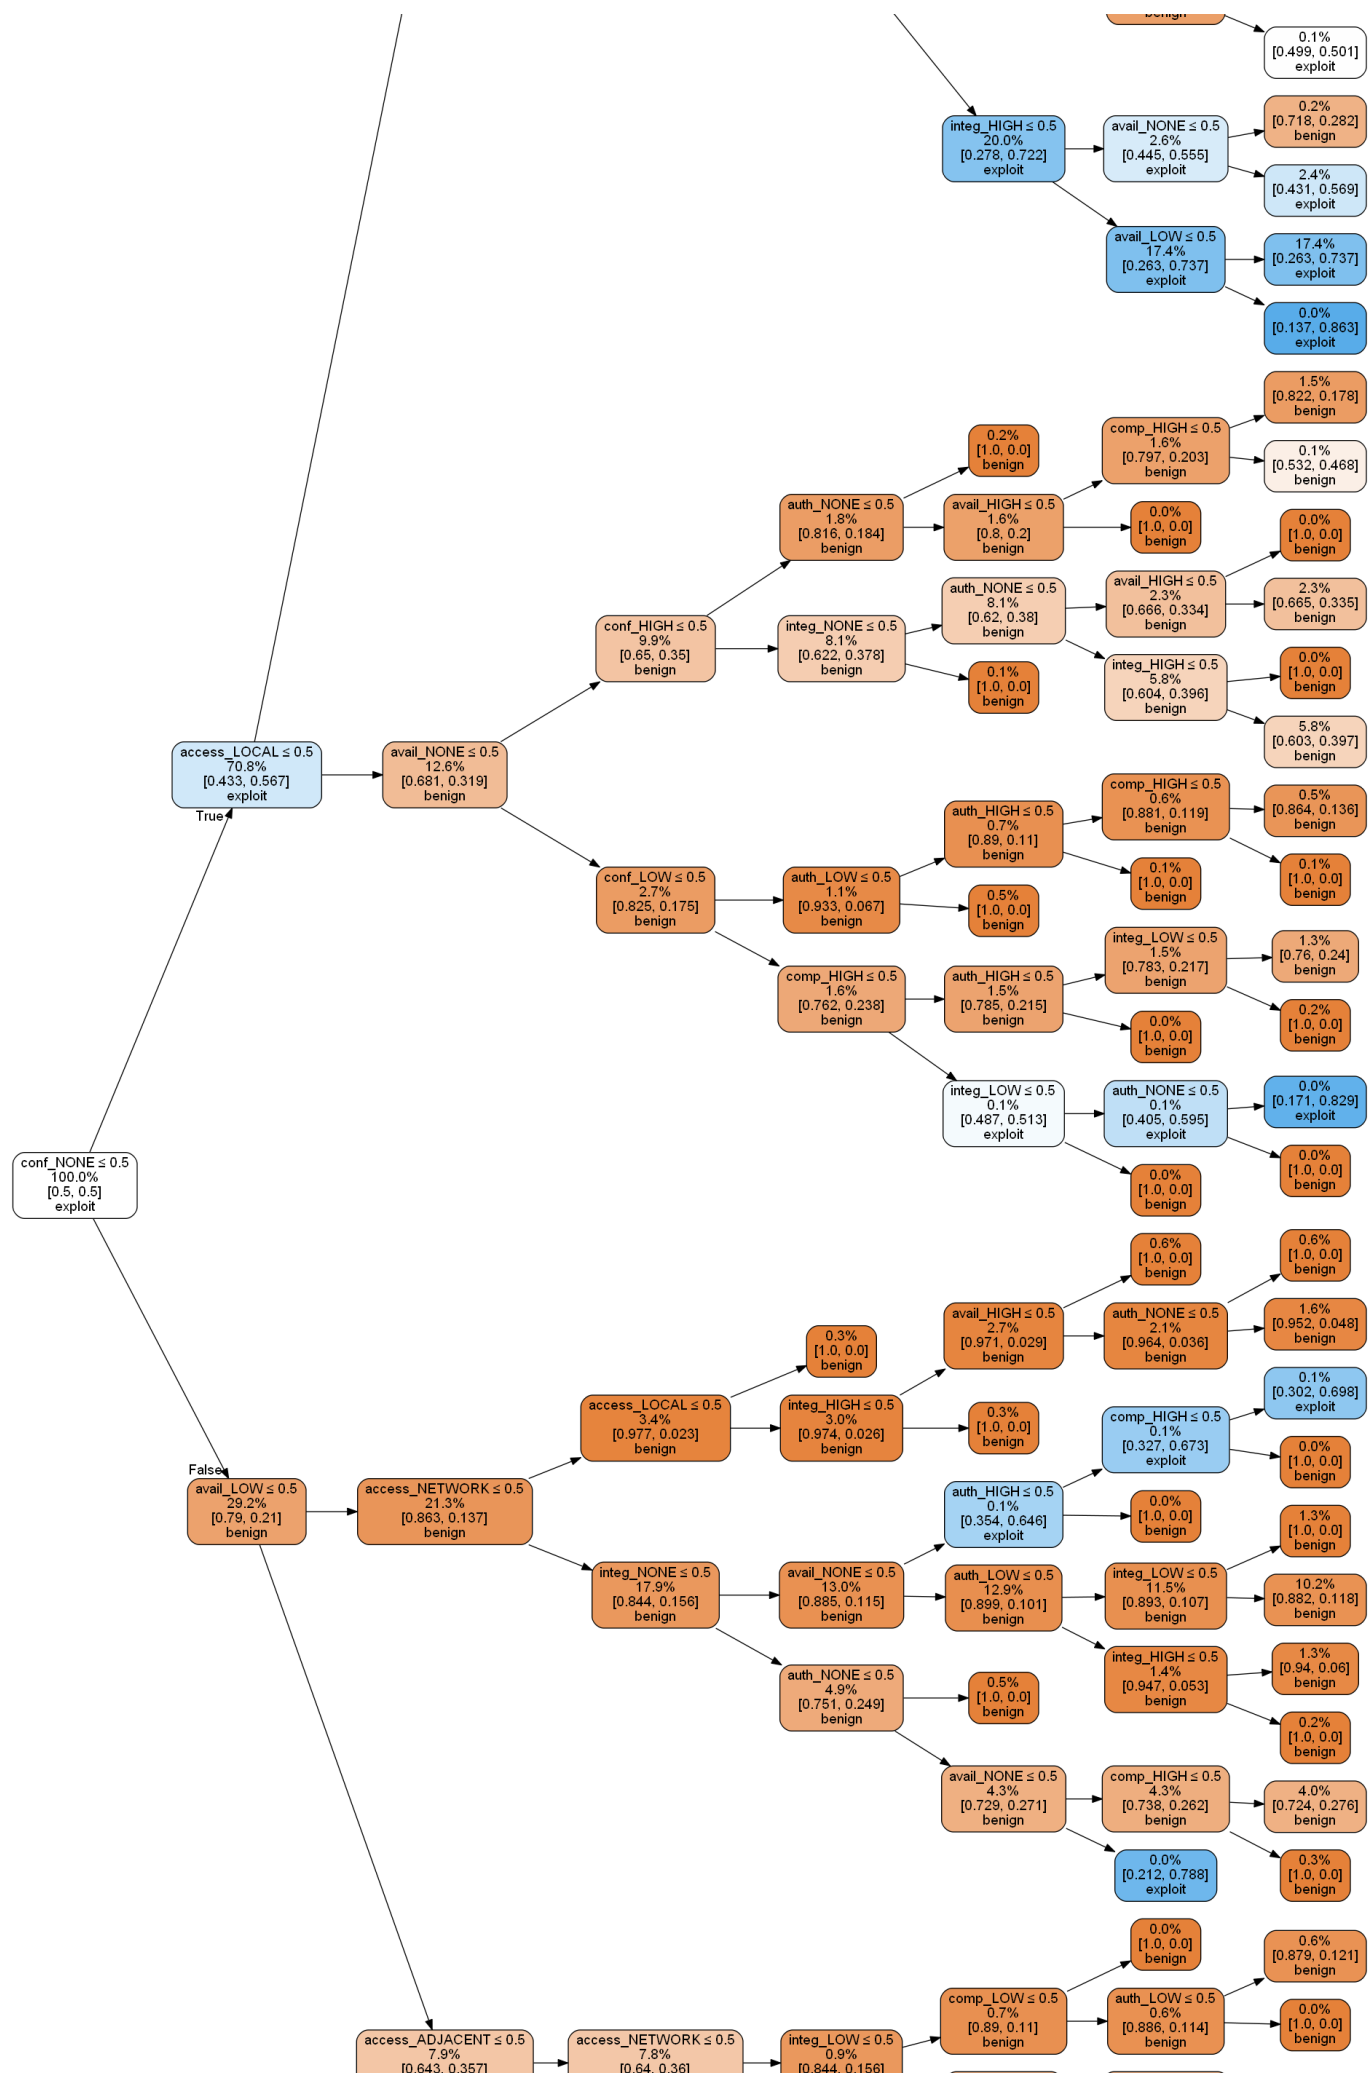 benign
0.1%
[0.499, 0.501]
exploit
integ_HIGH ≤ 0.5
20.0%
[0.278, 0.722]
exploit
avail_NONE ≤ 0.5
2.6%
[0.445, 0.555]
exploit
0.2%
[0.718, 0.282]
benign
2.4%
[0.431, 0.569]
exploit
avail_LOW ≤ 0.5
17.4%
[0.263, 0.737]
exploit
17.4%
[0.263, 0.737]
exploit
0.0%
[0.137, 0.863]
exploit
1.5%
[0.822, 0.178]
benign
comp_HIGH ≤ 0.5
1.6%
[0.797, 0.203]
benign
0.2%
[1.0, 0.0]
benign
0.1%
[0.532, 0.468]
benign
auth_NONE ≤ 0.5
1.8%
[0.816, 0.184]
benign
avail_HIGH ≤ 0.5
1.6%
[0.8, 0.2]
benign
0.0%
[1.0, 0.0]
benign
0.0%
[1.0, 0.0]
benign
avail_HIGH ≤ 0.5
2.3%
[0.666, 0.334]
benign
2.3%
[0.665, 0.335]
benign
auth_NONE ≤ 0.5
8.1%
[0.62, 0.38]
benign
conf_HIGH ≤ 0.5
9.9%
[0.65, 0.35]
benign
integ_NONE ≤ 0.5
8.1%
[0.622, 0.378]
benign
0.1%
[1.0, 0.0]
benign
integ_HIGH ≤ 0.5
5.8%
[0.604, 0.396]
benign
0.0%
[1.0, 0.0]
benign
5.8%
[0.603, 0.397]
benign
access_LOCAL ≤ 0.5
70.8%
[0.433, 0.567]
exploit
True
avail_NONE ≤ 0.5
12.6%
[0.681, 0.319]
benign
comp_HIGH ≤ 0.5
0.6%
[0.881, 0.119]
benign
0.5%
[0.864, 0.136]
benign
auth_HIGH ≤ 0.5
0.7%
[0.89, 0.11]
benign
0.1%
[1.0, 0.0]
benign
0.1%
[1.0, 0.0]
benign
conf_LOW ≤ 0.5
2.7%
[0.825, 0.175]
benign
auth_LOW ≤ 0.5
1.1%
[0.933, 0.067]
benign
0.5%
[1.0, 0.0]
benign
integ_LOW ≤ 0.5
1.5%
[0.783, 0.217]
benign
1.3%
[0.76, 0.24]
benign
comp_HIGH ≤ 0.5
1.6%
[0.762, 0.238]
benign
auth_HIGH ≤ 0.5
1.5%
[0.785, 0.215]
benign
0.2%
[1.0, 0.0]
benign
0.0%
[1.0, 0.0]
benign
integ_LOW ≤ 0.5
0.1%
[0.487, 0.513]
exploit
auth_NONE ≤ 0.5
0.1%
[0.405, 0.595]
exploit
0.0%
[0.171, 0.829]
exploit
0.0%
[1.0, 0.0]
benign
0.0%
[1.0, 0.0]
benign
conf_NONE ≤ 0.5
100.0%
[0.5, 0.5]
exploit
0.6%
[1.0, 0.0]
benign
0.6%
[1.0, 0.0]
benign
avail_HIGH ≤ 0.5
2.7%
[0.971, 0.029]
benign
auth_NONE ≤ 0.5
2.1%
[0.964, 0.036]
benign
1.6%
[0.952, 0.048]
benign
0.3%
[1.0, 0.0]
benign
access_LOCAL ≤ 0.5
3.4%
[0.977, 0.023]
benign
integ_HIGH ≤ 0.5
3.0%
[0.974, 0.026]
benign
0.3%
[1.0, 0.0]
benign
comp_HIGH ≤ 0.5
0.1%
[0.327, 0.673]
exploit
0.1%
[0.302, 0.698]
exploit
0.0%
[1.0, 0.0]
benign
False
avail_LOW ≤ 0.5
29.2%
[0.79, 0.21]
benign
access_NETWORK ≤ 0.5
21.3%
[0.863, 0.137]
benign
auth_HIGH ≤ 0.5
0.1%
[0.354, 0.646]
exploit
0.0%
[1.0, 0.0]
benign
1.3%
[1.0, 0.0]
benign
integ_NONE ≤ 0.5
17.9%
[0.844, 0.156]
benign
avail_NONE ≤ 0.5
13.0%
[0.885, 0.115]
benign
auth_LOW ≤ 0.5
12.9%
[0.899, 0.101]
benign
integ_LOW ≤ 0.5
11.5%
[0.893, 0.107]
benign
10.2%
[0.882, 0.118]
benign
integ_HIGH ≤ 0.5
1.4%
[0.947, 0.053]
benign
1.3%
[0.94, 0.06]
benign
0.2%
[1.0, 0.0]
benign
auth_NONE ≤ 0.5
4.9%
[0.751, 0.249]
benign
0.5%
[1.0, 0.0]
benign
avail_NONE ≤ 0.5
4.3%
[0.729, 0.271]
benign
comp_HIGH ≤ 0.5
4.3%
[0.738, 0.262]
benign
4.0%
[0.724, 0.276]
benign
0.3%
[1.0, 0.0]
benign
0.0%
[0.212, 0.788]
exploit
0.0%
[1.0, 0.0]
benign
0.6%
[0.879, 0.121]
benign
comp_LOW ≤ 0.5
0.7%
[0.89, 0.11]
benign
auth_LOW ≤ 0.5
0.6%
[0.886, 0.114]
benign
0.0%
[1.0, 0.0]
benign
access_ADJACENT ≤ 0.5
7.9%
[0.643, 0.357]
access_NETWORK ≤ 0.5
7.8%
[0.64, 0.36]
integ_LOW ≤ 0.5
0.9%
[0.844, 0.156]